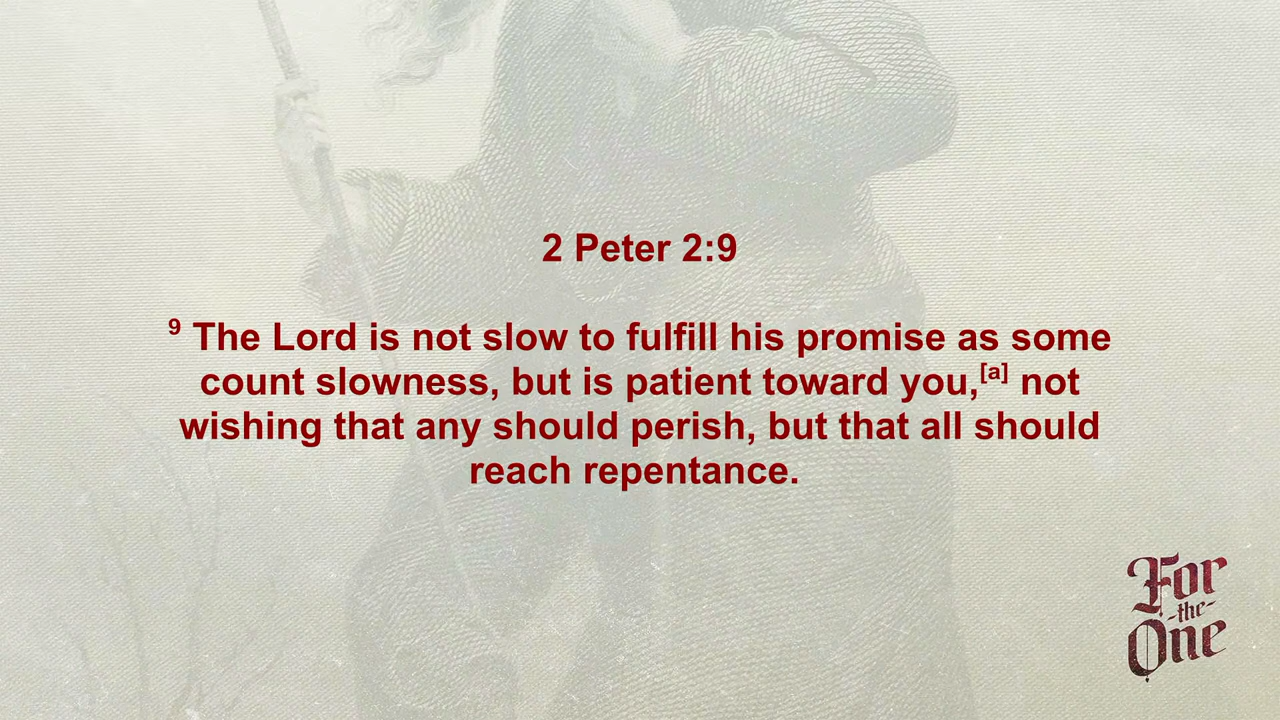 2 Peter 2:9
9 The Lord is not slow to fulfill his promise as some
count slowness, but is patient toward you,[a] not
wishing that any should perish, but that all should
reach repentance.
For
-the-
One